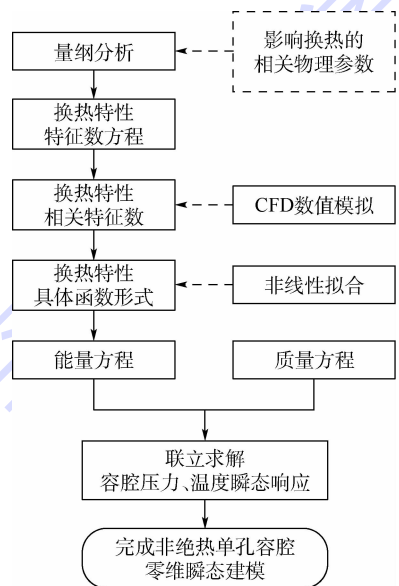 量纲分析
影响换热的
相关物理参数
换热特性
特征数方程
换热特性
相关特征数
CFD数值模拟
换热特性
具体函数形式
非线性拟合
能量方程
质量方程
联立求解
容腔压力、温度瞬态响应
完成非绝热单孔容腔
零维瞬态建模